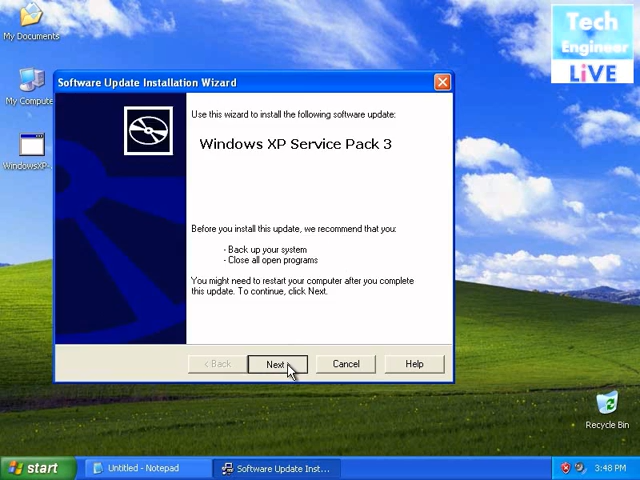 My Documents
Tech
Engineer
LiVE
Software Update Installation Wizard
My Compute
Use this wizard to install the following software update:
Windows XP Service Pack 3
WindowsXP-
Before you install this update, we recommend that you:
- Back up your system
- Close all open programs
You might need to restart your computer after you complete
this update. To continue, click Next.
< Back
Next
Cancel
Help
Recycle Bin
start
Untitled - Notepad
Software Update Inst...
3:48 PM